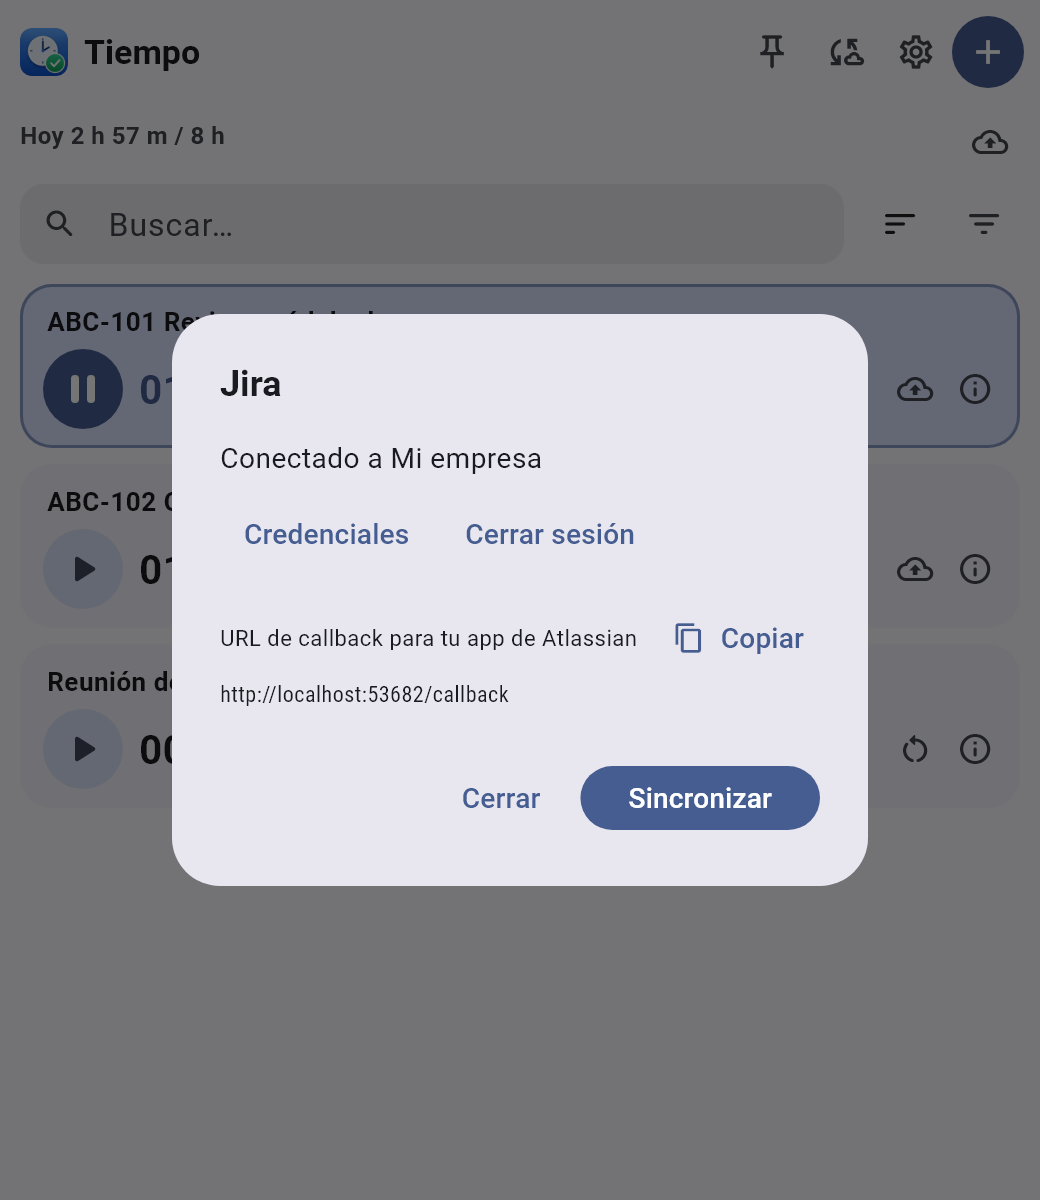 Tiempo
Hoy 2 h 57 m / 8 h
Buscar…
ABC-101
Jira
Conectado a Mi empresa
Credenciales Cerrar sesión
ABC-102
URL de callback para tu app de Atlassian Copiar
http://localhost:53682/callback
Reunión
Cerrar Sincronizar